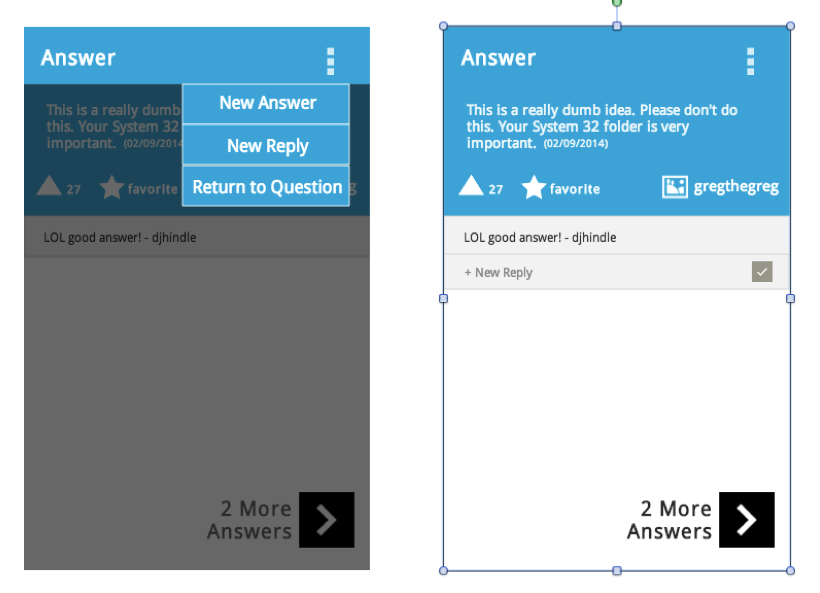 Answer
New Answer
This is a really dumb
this. Your System 32
important. (02/09/2014
New Reply
Return to Question
27
favorite
g
LOL good answer! - djhindle
2 More
Answers
Answer
This is a really dumb idea. Please don't do
this. Your System 32 folder is very
important. (02/09/2014)
27
favorite
gregthegreg
LOL good answer! - djhindle
+ New Reply
2 More
Answers